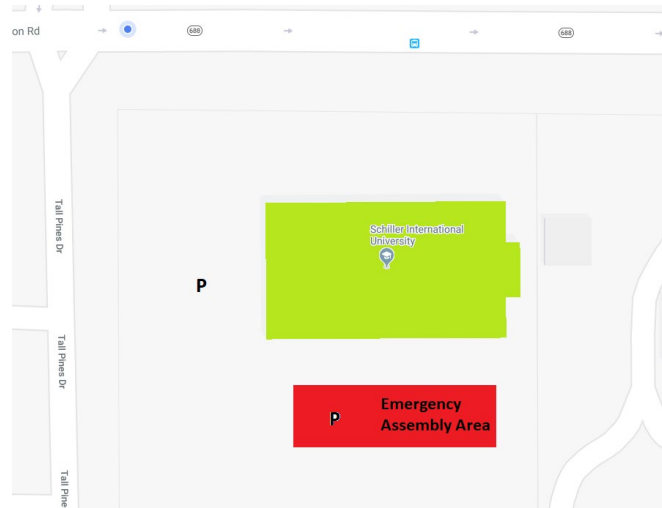 on Rd
688
688
Tall Pines Dr
Schiller International
University
P
Tall Pines Dr
Emergency
P
Assembly Area
Tall Pine